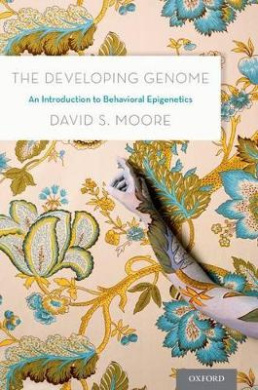 THE DEVELOPING GENOME
An Introduction to Behavioral Epigenetics
DAVID S. MOORE
OXFORD